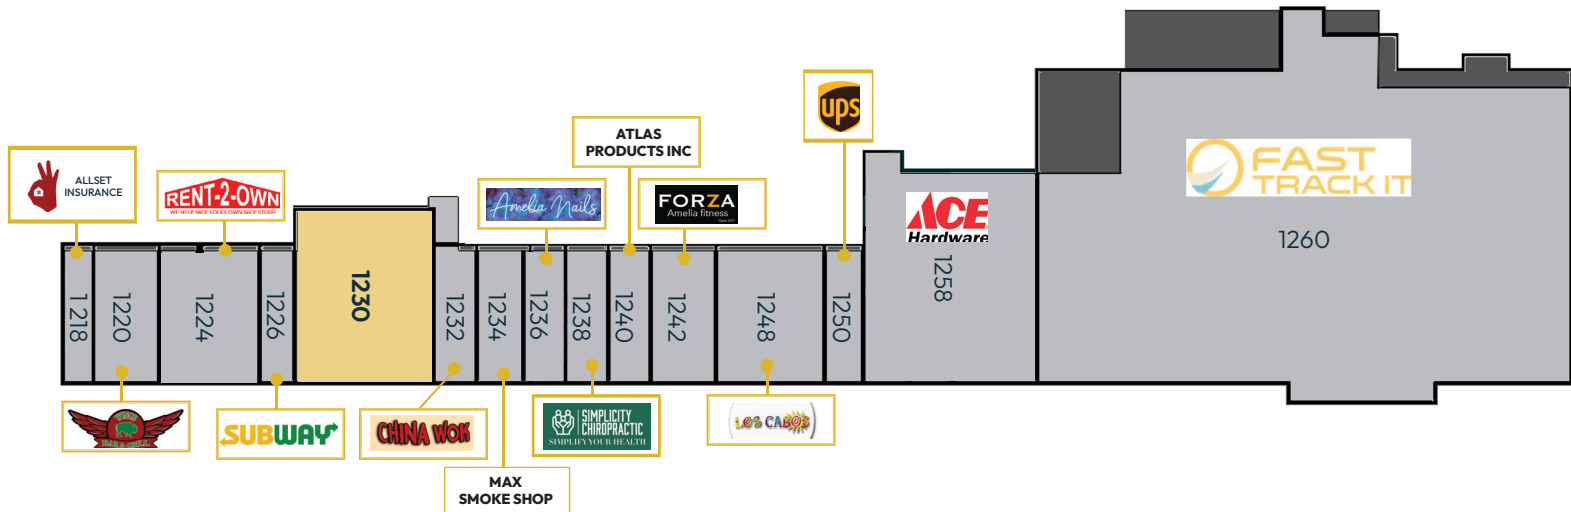 ALLSET
INSURANCE
RENT-2-OWN
WE HELP NICE FOLKS OWN NICE STUFF!
Amelia Nails
ATLAS
PRODUCTS INC
FORZA
Amelia fitness
ups
ACE
Hardware
FAST
TRACK IT
1218
1220
1224
1226
1230
1232
1234
1236
1238
1240
1242
1248
1250
1258
1260
BAR & GRILL
SUBWAY
CHINA WOK
MAX
SMOKE SHOP
SIMPLICITY
CHIROPRACTIC
SIMPLIFY YOUR HEALTH
LOS CABOS